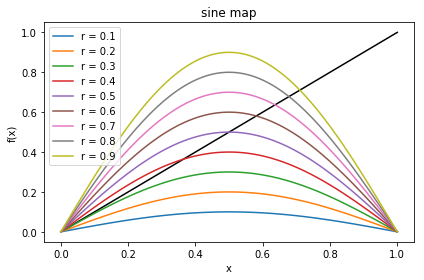 sine map
r = 0.1
r = 0.2
r = 0.3
r = 0.4
r = 0.5
r = 0.6
r = 0.7
r = 0.8
r = 0.9
1.0
0.8
0.6
0.4
0.2
0.0
f(x)
0.0 0.2 0.4 0.6 0.8 1.0
x